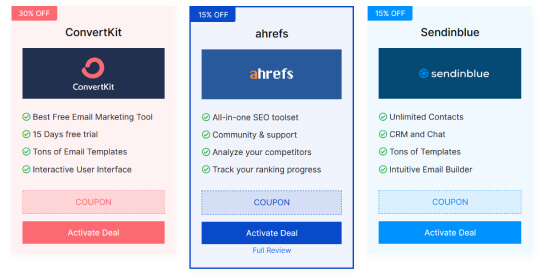 30% OFF
ConvertKit
ConvertKit
Best Free Email Marketing Tool
15 Days free trial
Tons of Email Templates
Interactive User Interface
COUPON
Activate Deal
15% OFF
ahrefs
ahrefs
All-in-one SEO toolset
Community & support
Analyze your competitors
Track your ranking progress
COUPON
Activate Deal
Full Review
15% OFF
Sendinblue
sendinblue
Unlimited Contacts
CRM and Chat
Tons of Templates
Intuitive Email Builder
COUPON
Activate Deal